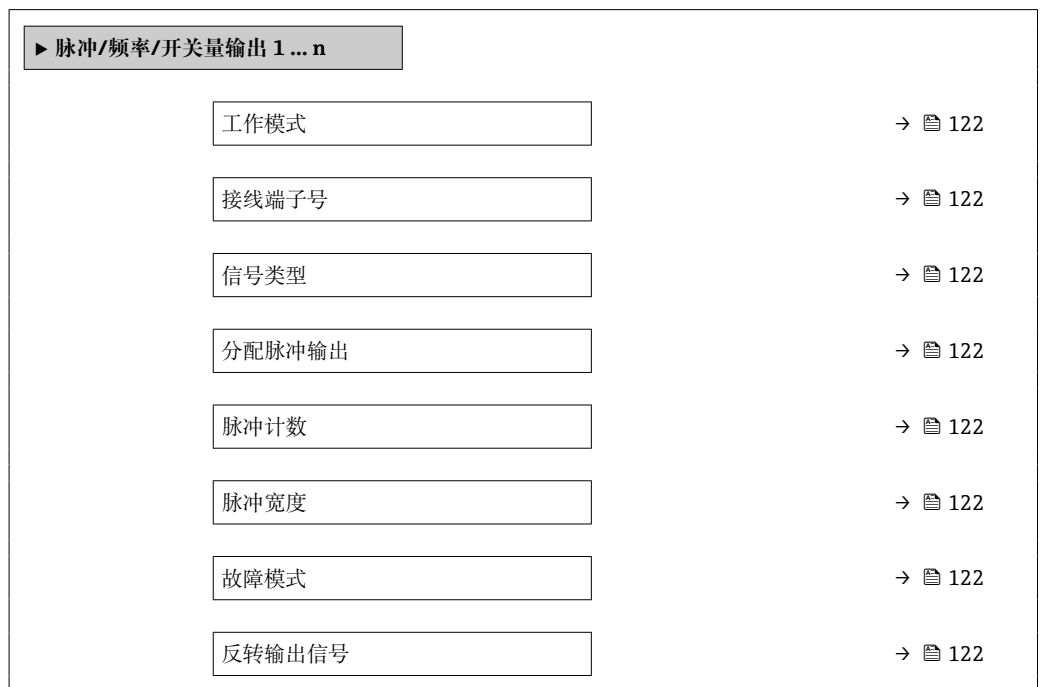 ▶ 脉冲/频率/开关量输出 1 ... n
工作模式 → 122
接线端子号 → 122
信号类型 → 122
分配脉冲输出 → 122
脉冲计数 → 122
脉冲宽度 → 122
故障模式 → 122
反转输出信号 → 122